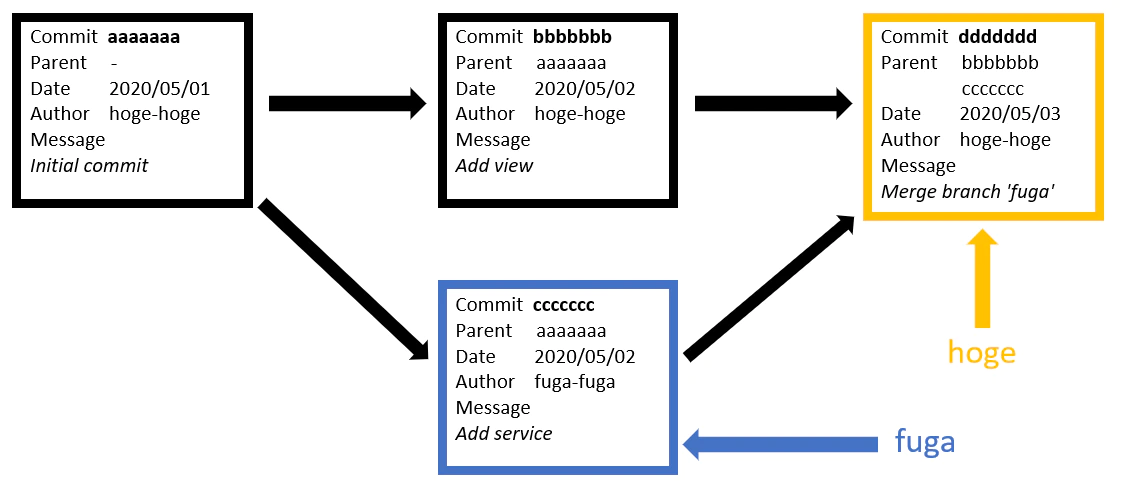 Commit aaaaaaa
Parent -
Date 2020/05/01
Author hoge-hoge
Message
Initial commit
Commit bbbbbbb
Parent aaaaaaa
Date 2020/05/02
Author hoge-hoge
Message
Add view
Commit ddddddd
Parent bbbbbbb
ccccccc
Date 2020/05/03
Author hoge-hoge
Message
Merge branch 'fuga'
Commit ccccccc
Parent aaaaaaa
Date 2020/05/02
Author fuga-fuga
Message
Add service
hoge
fuga